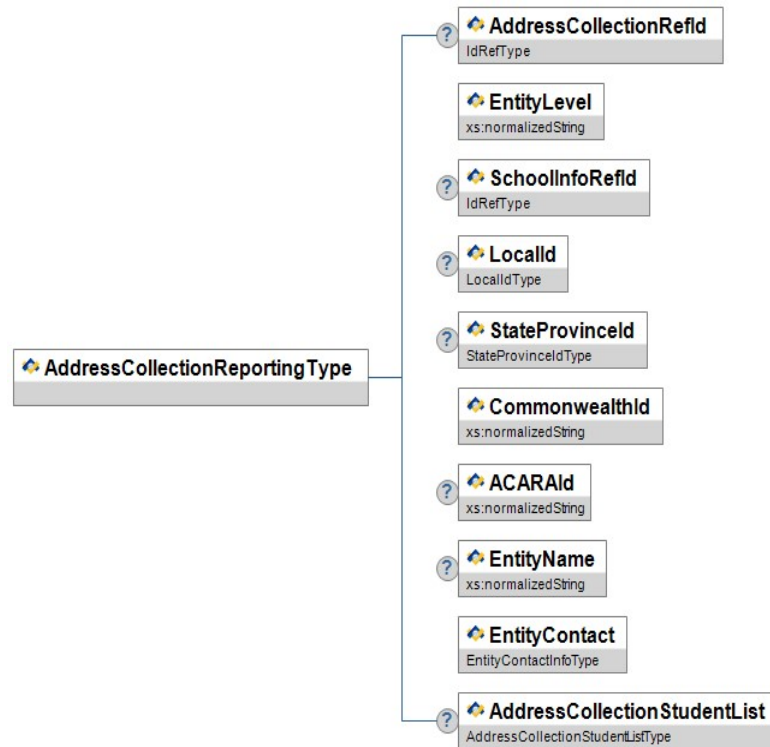 ?
AddressCollectionRefId
IdRefType
EntityLevel
xs:normalizedString
?
SchoolInfoRefId
IdRefType
?
LocalId
LocalIdType
?
StateProvinceId
StateProvinceIdType
AddressCollectionReportingType
CommonwealthId
xs:normalizedString
?
ACARAId
xs:normalizedString
?
EntityName
xs:normalizedString
EntityContact
EntityContactInfoType
?
AddressCollectionStudentList
AddressCollectionStudentListType